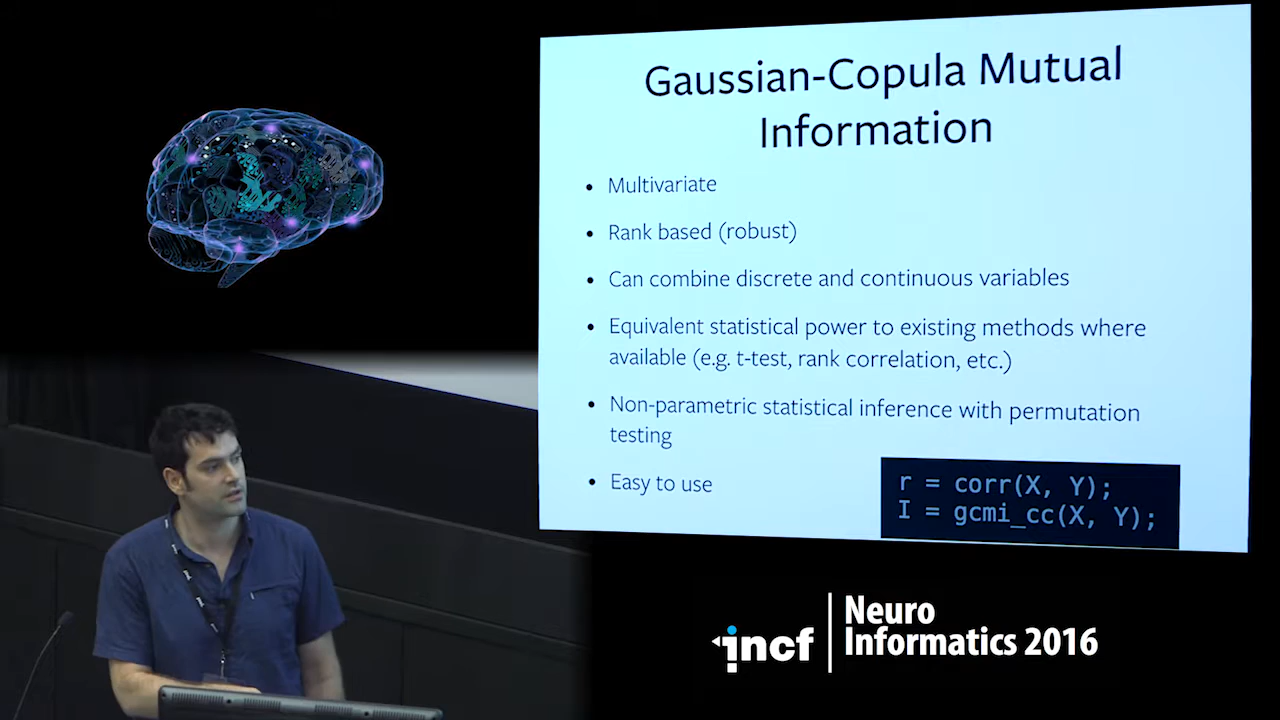 Gaussian-Copula Mutual
Information
• Multivariate
• Rank based (robust)
• Can combine discrete and continuous variables
• Equivalent statistical power to existing methods where
available (e.g. t-test, rank correlation, etc.)
• Non-parametric statistical inference with permutation
testing
• Easy to use
r = corr(X, Y);
I = gcmi_cc(X, Y);
incf
Neuro
Informatics 2016